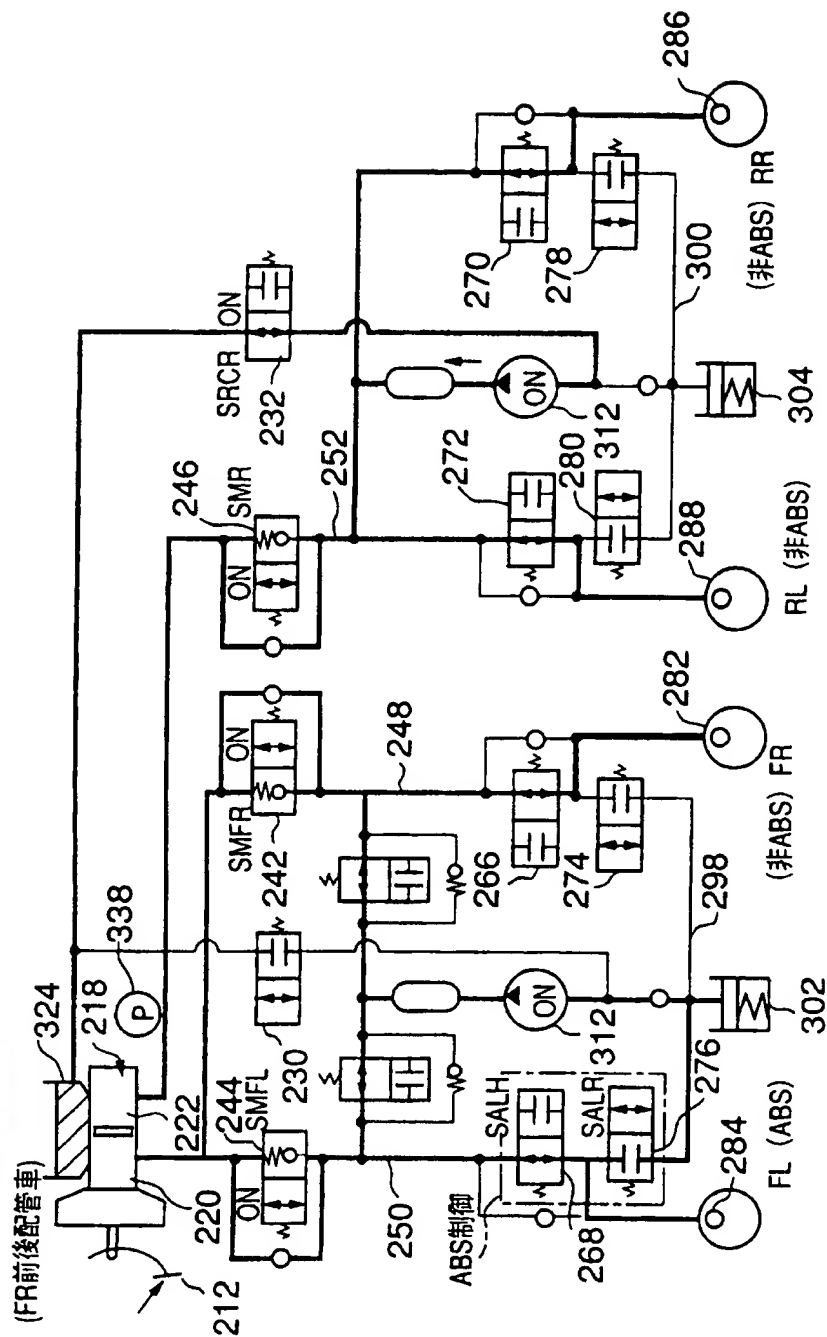 (FR前後配管車)
324
338
P
218
222
220
212
SMFL
244
ON
SMFR
242
ON
230
SMR
246
ON
SRCR
232
ON
250
248
252
ON
312
ON
312
ABS制御
SALH
268
SALR
276
266
274
272
280
270
278
298
300
302
304
284
FL (ABS)
282
(非ABS) FR
288
RL (非ABS)
286
(非ABS) RR